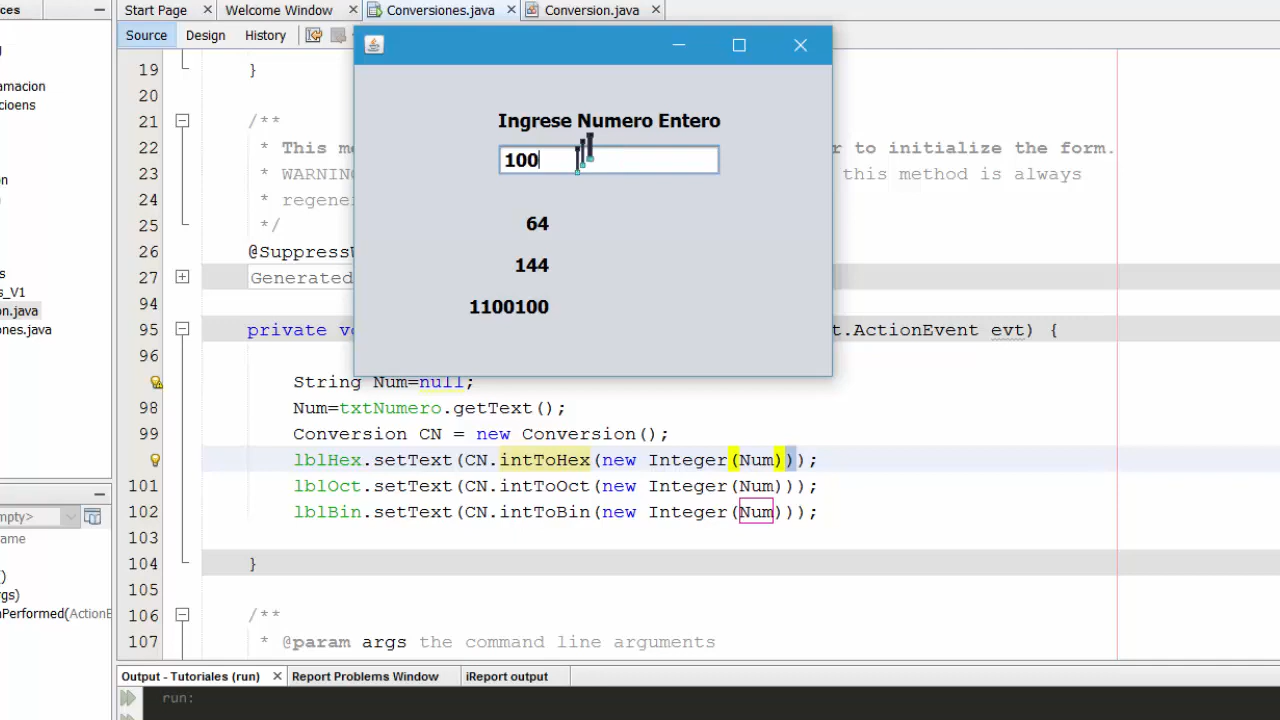 ces
Start Page
Welcome Window
Conversiones.java
Conversion.java
Source
Design
History
amacion
cioens
on
s
s_V1
on.java
ones.java
19 }
20
21 /**
22 * This me r to initialize the form.
23 * WARNING this method is always
24 * regene
25 */
26 @SuppressW
27 Generated
94
95 private vo t.ActionEvent evt) {
96
String Num=null;
98 Num=txtNumero.getText();
99 Conversion CN = new Conversion();
lblHex.setText(CN.intToHex(new Integer(Num)));
101 lblOct.setText(CN.intToOct(new Integer(Num)));
102 lblBin.setText(CN.intToBin(new Integer(Num)));
103
104 }
105
106 /**
107 * @param args the command line arguments
Ingrese Numero Entero
100
64
144
1100100
mpty>
ame
()
rgs)
nPerformed(ActionE
Output - Tutoriales (run)
Report Problems Window
iReport output
run: